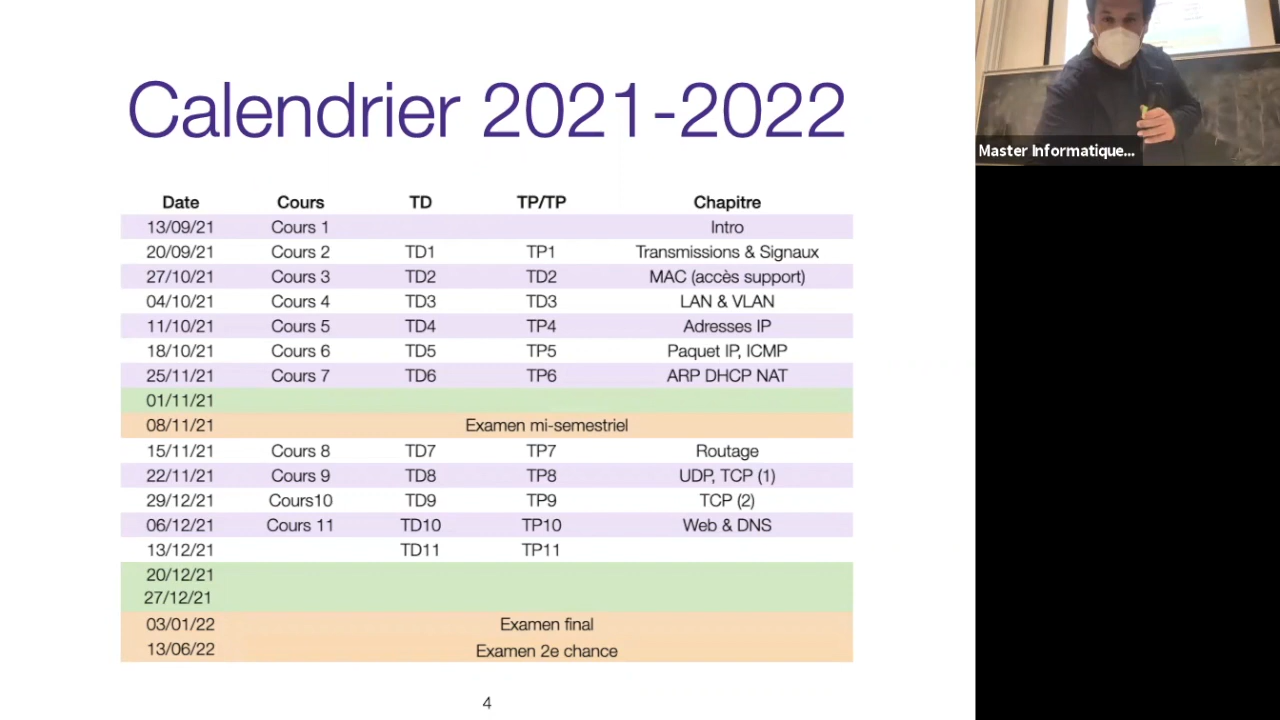 Calendrier 2021-2022
Date Cours TD TP/TP Chapitre
13/09/21 Cours 1 Intro
20/09/21 Cours 2 TD1 TP1 Transmissions & Signaux
27/10/21 Cours 3 TD2 TD2 MAC (accès support)
04/10/21 Cours 4 TD3 TD3 LAN & VLAN
11/10/21 Cours 5 TD4 TP4 Adresses IP
18/10/21 Cours 6 TD5 TP5 Paquet IP, ICMP
25/11/21 Cours 7 TD6 TP6 ARP DHCP NAT
01/11/21
08/11/21 Examen mi-semestriel
15/11/21 Cours 8 TD7 TP7 Routage
22/11/21 Cours 9 TD8 TP8 UDP, TCP (1)
29/12/21 Cours10 TD9 TP9 TCP (2)
06/12/21 Cours 11 TD10 TP10 Web & DNS
13/12/21 TD11 TP11
20/12/21
27/12/21
03/01/22 Examen final
13/06/22 Examen 2e chance
4
Master Informatique...